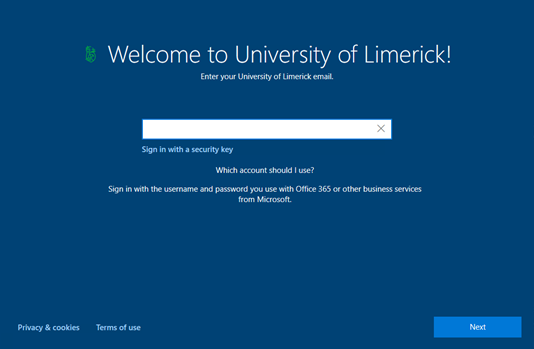 Welcome to University of Limerick!
Enter your University of Limerick email.
Sign in with a security key
Which account should I use?
Sign in with the username and password you use with Office 365 or other business services
from Microsoft.
Privacy & cookies
Terms of use
Next